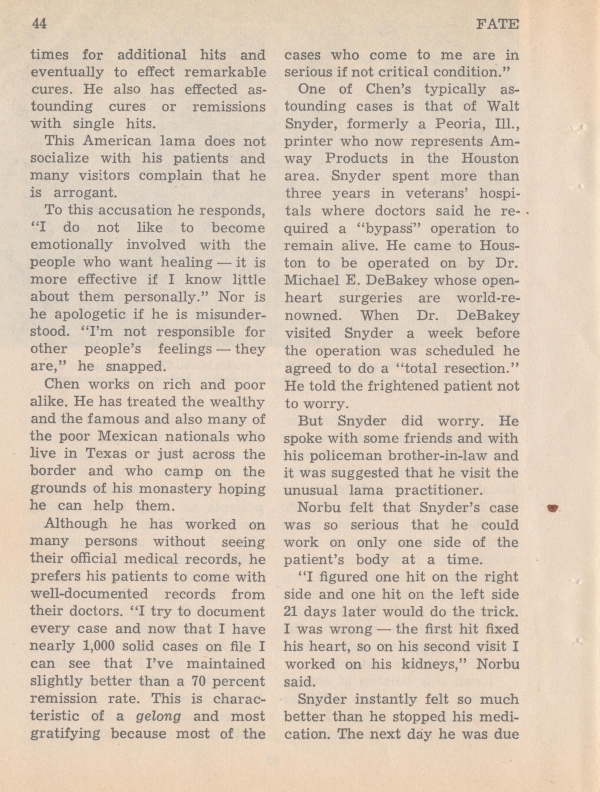 44
FATE
times for additional hits and
eventually to effect remarkable
cures. He also has effected as-
tounding cures or remissions
with single hits.
This American lama does not
socialize with his patients and
many visitors complain that he
is arrogant.
To this accusation he responds,
"I do not like to become
emotionally involved with the
people who want healing — it is
more effective if I know little
about them personally." Nor is
he apologetic if he is misunder-
stood. "I'm not responsible for
other people's feelings — they
are," he snapped.
Chen works on rich and poor
alike. He has treated the wealthy
and the famous and also many of
the poor Mexican nationals who
live in Texas or just across the
border and who camp on the
grounds of his monastery hoping
he can help them.
Although he has worked on
many persons without seeing
their official medical records, he
prefers his patients to come with
well-documented records from
their doctors. "I try to document
every case and now that I have
nearly 1,000 solid cases on file I
can see that I've maintained
slightly better than a 70 percent
remission rate. This is charac-
teristic of a gelong and most
gratifying because most of the
cases who come to me are in
serious if not critical condition."
One of Chen's typically as-
tounding cases is that of Walt
Snyder, formerly a Peoria, Ill.,
printer who now represents Am-
way Products in the Houston
area. Snyder spent more than
three years in veterans' hospi-
tals where doctors said he re-
quired a "bypass" operation to
remain alive. He came to Hous-
ton to be operated on by Dr.
Michael E. DeBakey whose open-
heart surgeries are world-re-
nowned. When Dr. DeBakey
visited Snyder a week before
the operation was scheduled he
agreed to do a "total resection."
He told the frightened patient not
to worry.
But Snyder did worry. He
spoke with some friends and with
his policeman brother-in-law and
it was suggested that he visit the
unusual lama practitioner.
Norbu felt that Snyder's case
was so serious that he could
work on only one side of the
patient's body at a time.
"I figured one hit on the right
side and one hit on the left side
21 days later would do the trick.
I was wrong — the first hit fixed
his heart, so on his second visit I
worked on his kidneys," Norbu
said.
Snyder instantly felt so much
better than he stopped his medi-
cation. The next day he was due